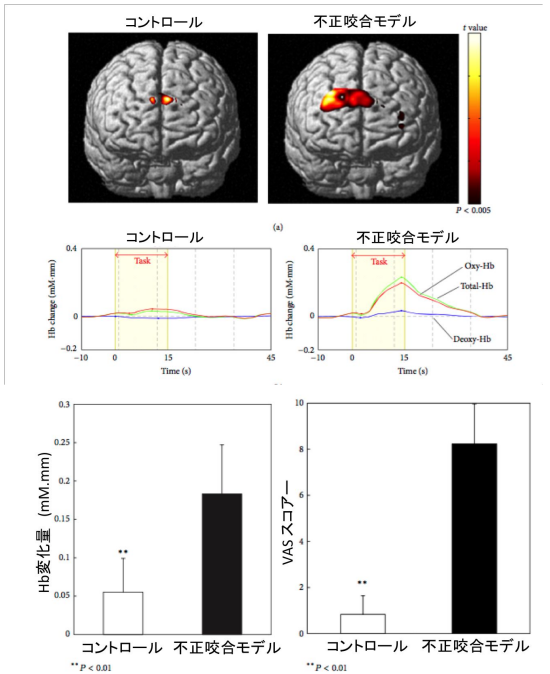 コントロール
不正咬合モデル
t value
P < 0.005
(a)
コントロール
不正咬合モデル
0.4
Hb change (mM·mm)
0
−0.2
Task
−10
0
15
45
Time (s)
0.4
Hb change (mM·mm)
0
−0.2
Task
Oxy-Hb
Total-Hb
Deoxy-Hb
−10
0
15
45
Time (s)
0.3
0.25
0.2
0.15
0.1
0.05
0
Hb変化量 (mM.mm)
**
コントロール
不正咬合モデル
** P < 0.01
10
8
6
4
2
0
VAS スコアー
**
コントロール
不正咬合モデル
** P < 0.01